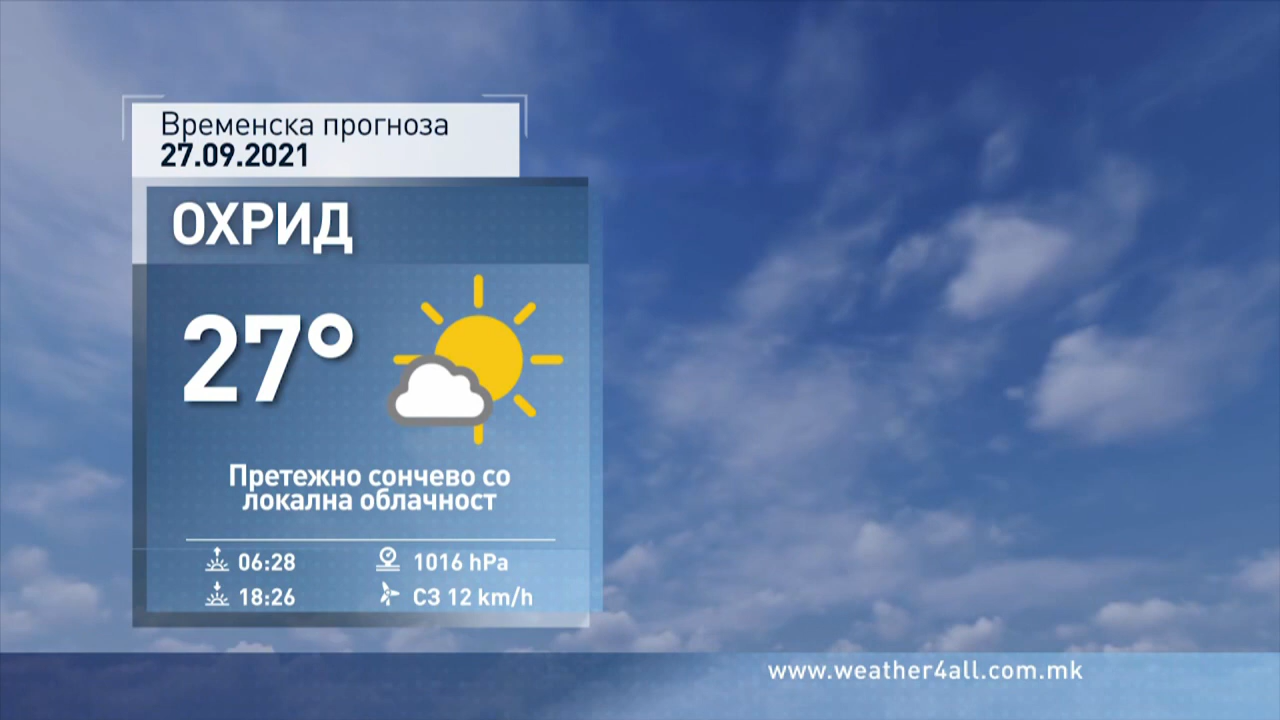 Временска прогноза
27.09.2021
ОХРИД
27°
Претежно сончево со
локална облачност
06:28
1016 hPa
18:26
СЗ 12 km/h
www.weather4all.com.mk